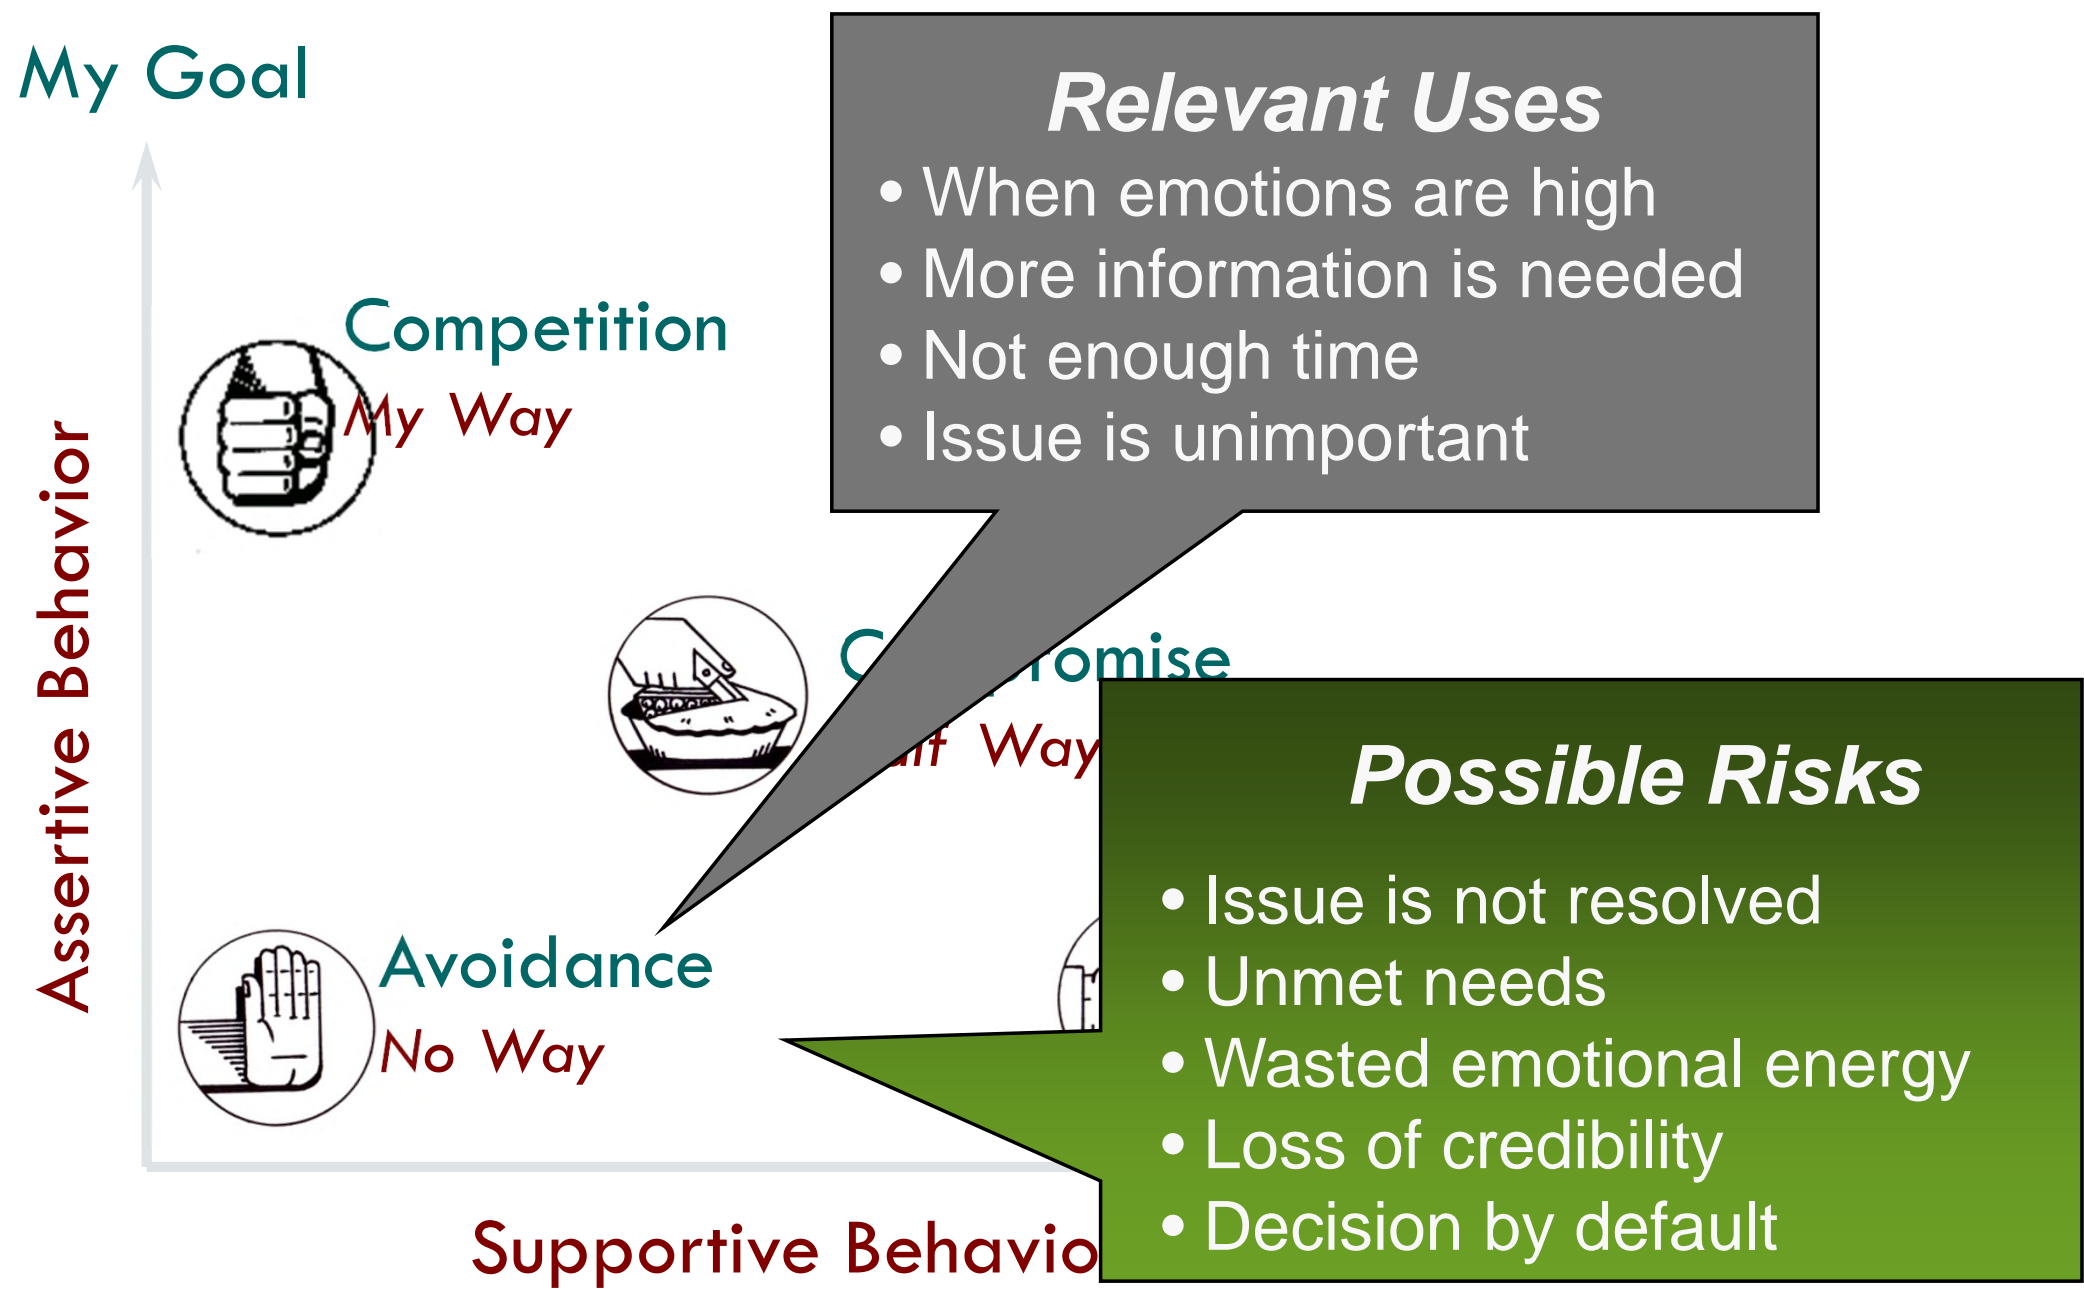 My Goal
Relevant Uses
• When emotions are high
• More information is needed
• Not enough time
• Issue is unimportant
Competition
My Way
Assertive Behavior
Way
Possible Risks
• Issue is not resolved
• Unmet needs
• Wasted emotional energy
• Loss of credibility
• Decision by default
Avoidance
No Way
Supportive Behavio